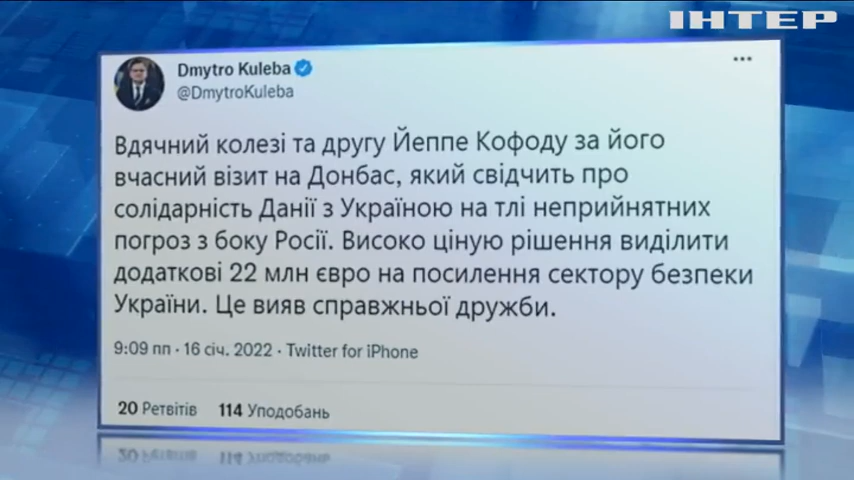 ІНТЕР
Dmytro Kuleba
@DmytroKuleba
Вдячний колезі та другу Йеппе Кофоду за його
вчасний візит на Донбас, який свідчить про
солідарність Данії з Україною на тлі неприйнятних
погроз з боку Росії. Високо ціную рішення виділити
додаткові 22 млн євро на посилення сектору безпеки
України. Це вияв справжньої дружби.
9:09 пп · 16 січ. 2022 · Twitter for iPhone
20 Ретвітів 114 Уподобань